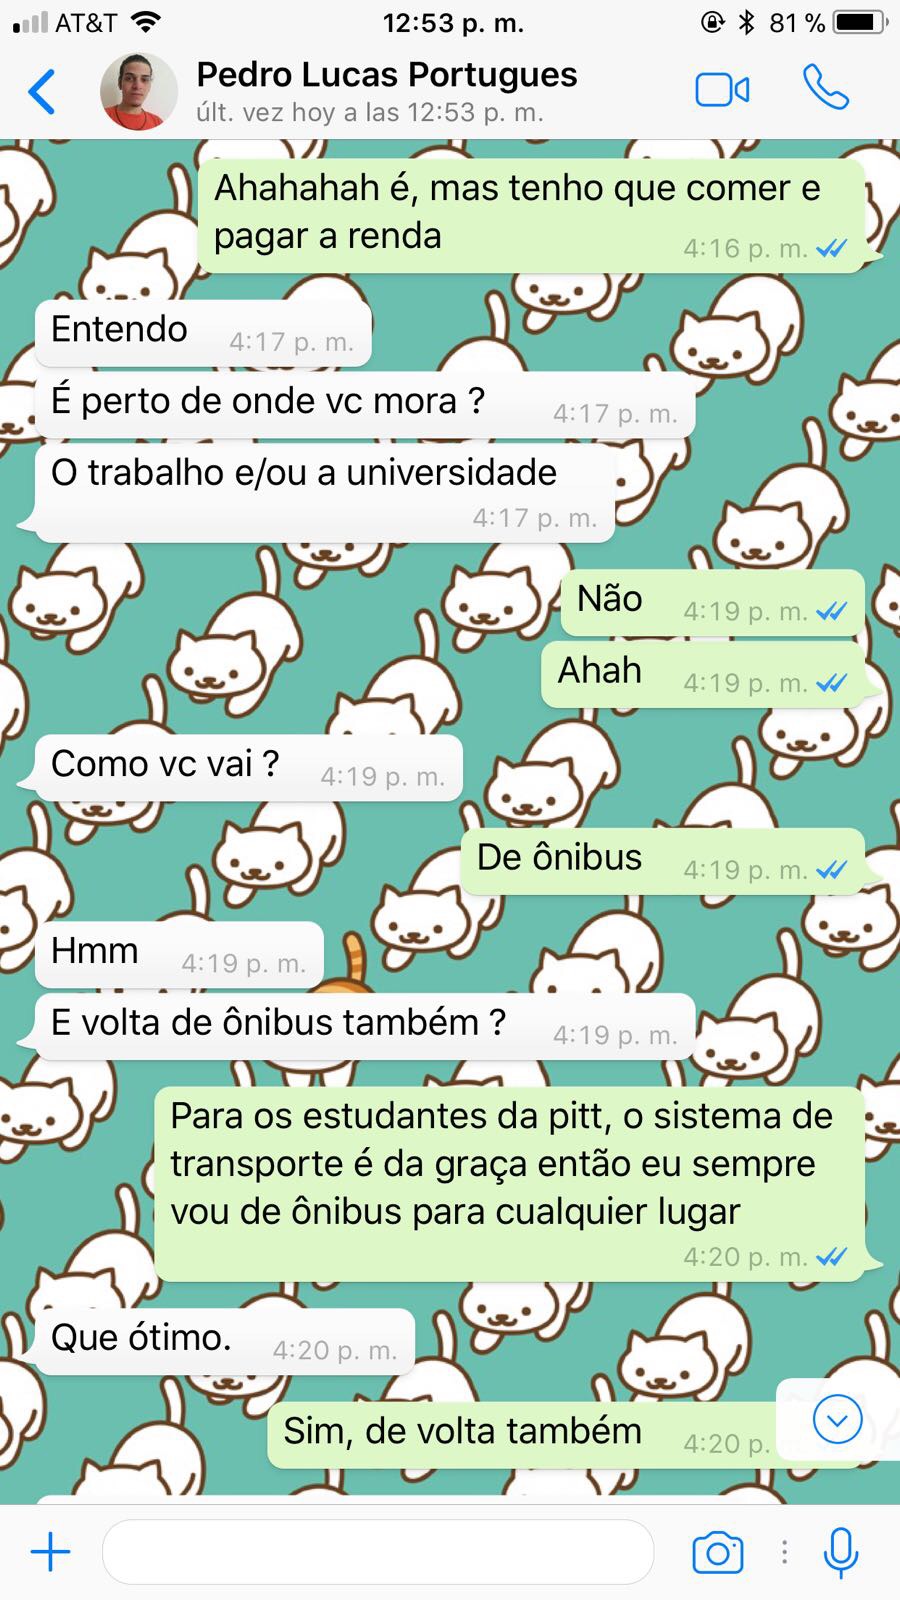 AT&T 12:53 p. m. 81 %
Pedro Lucas Portugues
últ. vez hoy a las 12:53 p. m.
Ahahahah é, mas tenho que comer e
pagar a renda
4:16 p. m.
Entendo 4:17 p. m.
É perto de onde vc mora ? 4:17 p. m.
O trabalho e/ou a universidade
4:17 p. m.
Não 4:19 p. m.
Ahah 4:19 p. m.
Como vc vai ? 4:19 p. m.
De ônibus 4:19 p. m.
Hmm 4:19 p. m.
E volta de ônibus também ? 4:19 p. m.
Para os estudantes da pitt, o sistema de
transporte é da graça então eu sempre
vou de ônibus para cualquier lugar
4:20 p. m.
Que ótimo. 4:20 p. m.
Sim, de volta também 4:20 p.